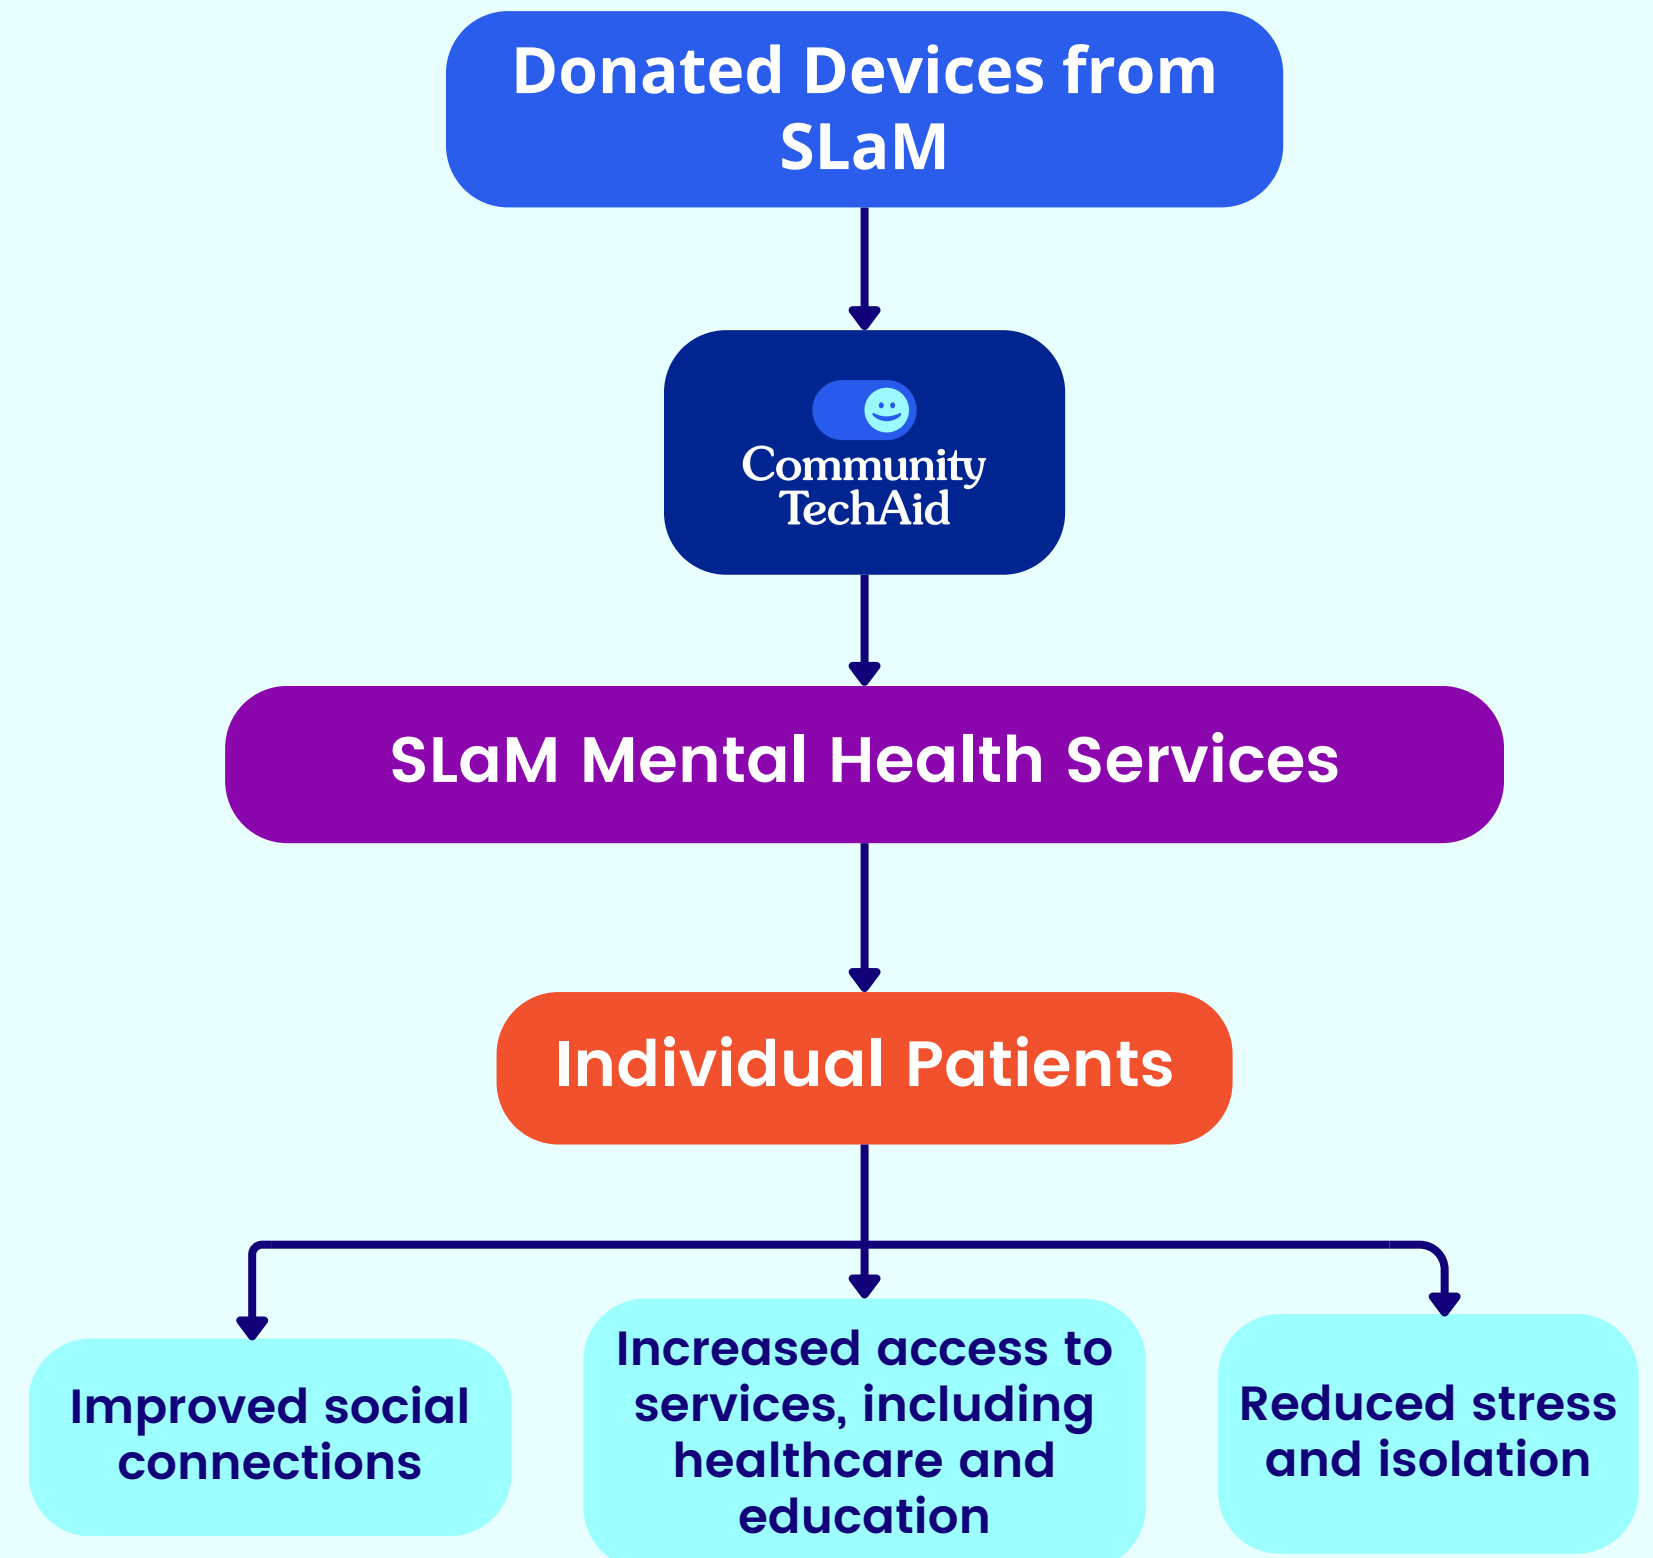 Donated Devices from
SLaM
Community
TechAid
SLaM Mental Health Services
Individual Patients
Improved social
connections
Increased access to
services, including
healthcare and
education
Reduced stress
and isolation